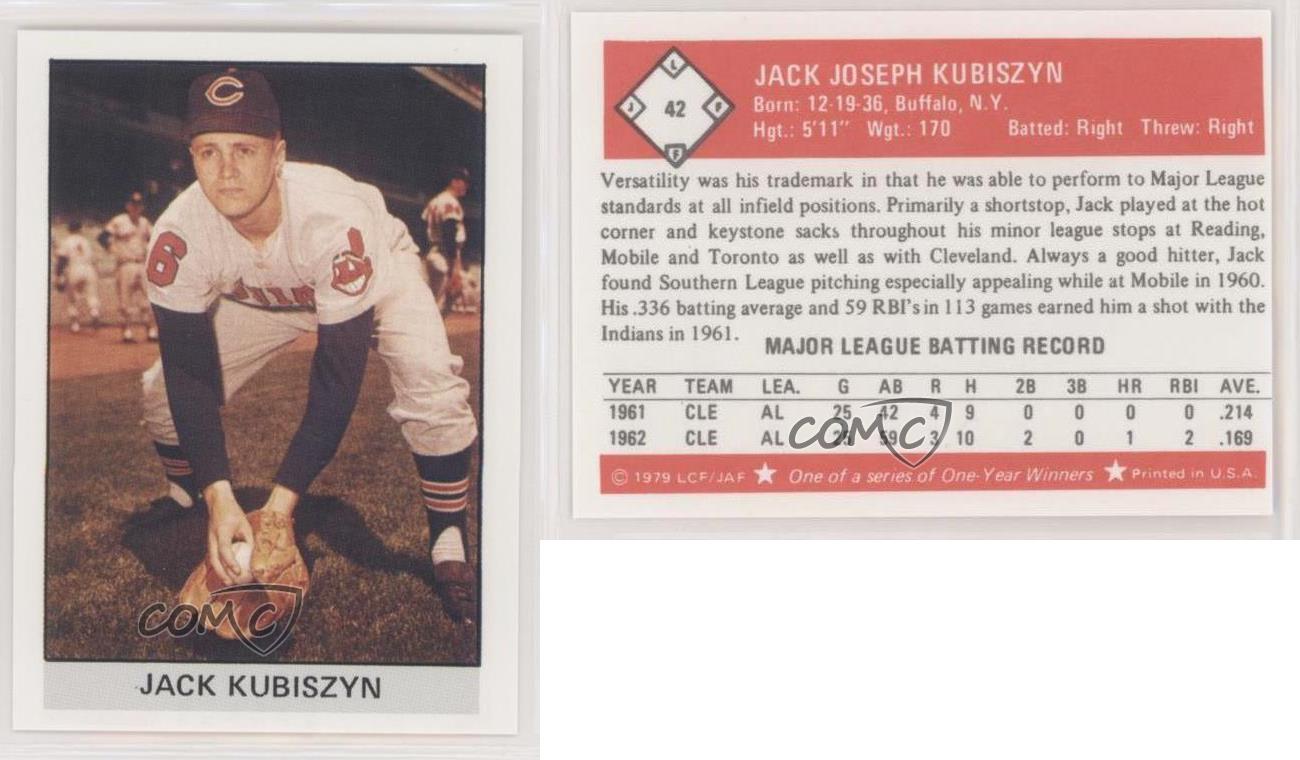 C
6
JACK KUBISZYN
COMC
L
J 42 F
F
JACK JOSEPH KUBISZYN
Born: 12-19-36, Buffalo, N.Y.
Hgt.: 5'11" Wgt.: 170 Batted: Right Threw: Right
Versatility was his trademark in that he was able to perform to Major League
standards at all infield positions. Primarily a shortstop, Jack played at the hot
corner and keystone sacks throughout his minor league stops at Reading,
Mobile and Toronto as well as with Cleveland. Always a good hitter, Jack
found Southern League pitching especially appealing while at Mobile in 1960.
His .336 batting average and 59 RBI's in 113 games earned him a shot with the
Indians in 1961.
MAJOR LEAGUE BATTING RECORD
YEAR TEAM LEA. G AB R H 2B 3B HR RBI AVE.
1961 CLE AL 25 42 4 9 0 0 0 0 .214
1962 CLE AL 25 59 3 10 2 0 1 2 .169
COMC
© 1979 LCF/JAF ★ One of a series of One-Year Winners ★ Printed in U.S.A.